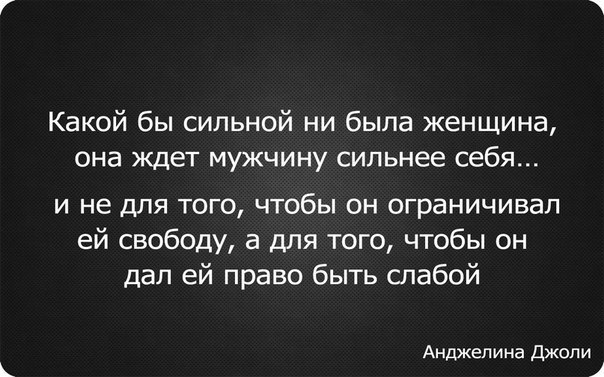 Какой бы сильной ни была женщина,
она ждет мужчину сильнее себя...
и не для того, чтобы он ограничивал
ей свободу, а для того, чтобы он
дал ей право быть слабой
Анджелина Джоли